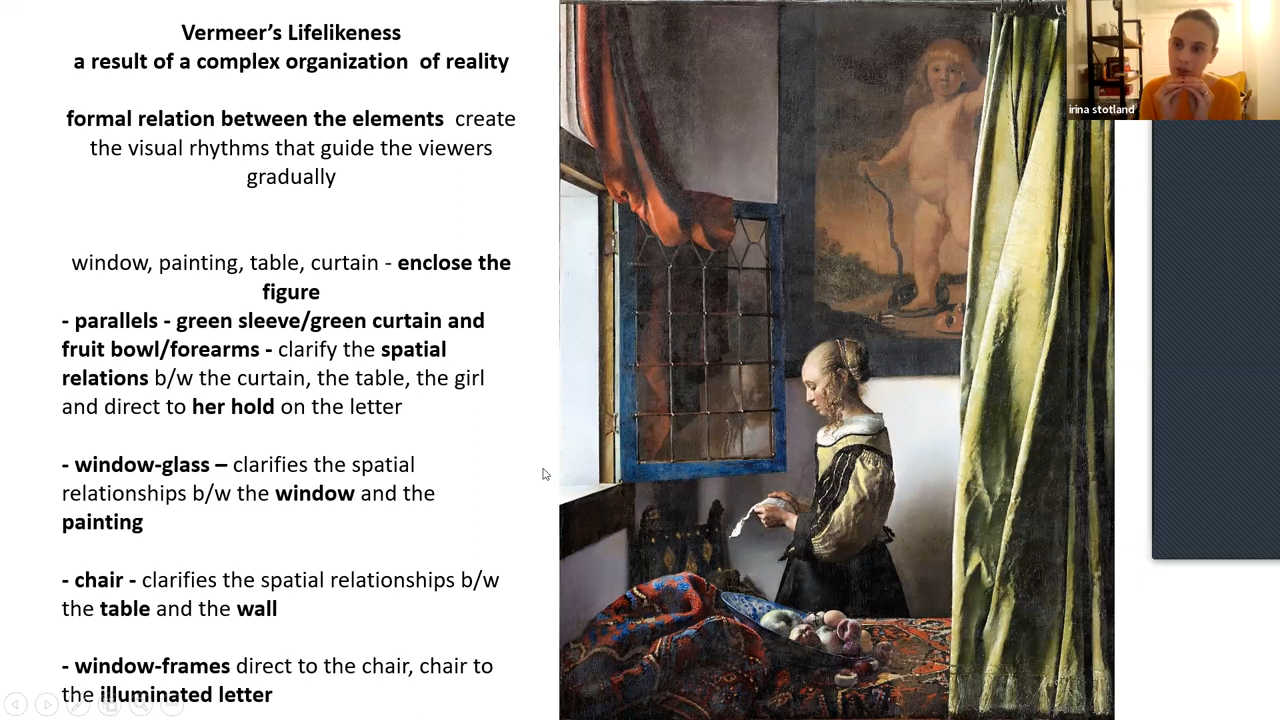 Vermeer’s Lifelikeness
a result of a complex organization of reality
formal relation between the elements create
the visual rhythms that guide the viewers
gradually
window, painting, table, curtain - enclose the
figure
- parallels - green sleeve/green curtain and
fruit bowl/forearms - clarify the spatial
relations b/w the curtain, the table, the girl
and direct to her hold on the letter
- window-glass – clarifies the spatial
relationships b/w the window and the
painting
- chair - clarifies the spatial relationships b/w
the table and the wall
- window-frames direct to the chair, chair to
the illuminated letter
irina stotland